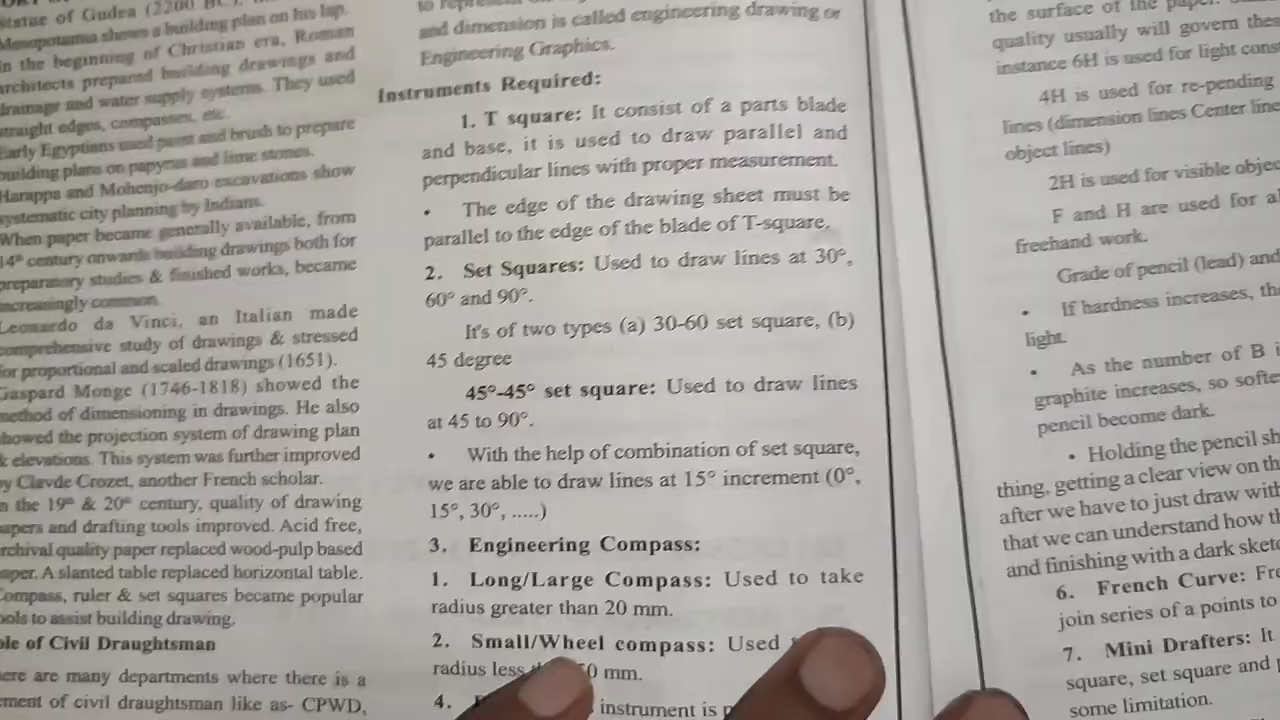 Statue of Gudea (2200
Mesopotamia shows a building plan on his lap.
In the beginning of Christian era, Roman
architects prepared building drawings and
drainage and water supply systems. They used
straight edges, compasses, etc.
Early Egyptians used paint and brush to prepare
building plans on papyrus and lime stones.
Harappa and Mohenjo-daro excavations show
systematic city planning by Indians.
When paper became generally available, from
14th century onwards building drawings both for
preparatory studies & finished works, became
increasingly common.
Leonardo da Vinci, an Italian made
comprehensive study of drawings & stressed
for proportional and scaled drawings (1651).
Gaspard Monge (1746-1818) showed the
method of dimensioning in drawings. He also
showed the projection system of drawing plan
& elevations. This system was further improved
by Clavde Crozet, another French scholar.
In the 19th & 20th century, quality of drawing
papers and drafting tools improved. Acid free,
archival quality paper replaced wood-pulp based
paper. A slanted table replaced horizontal table.
Compass, ruler & set squares became popular
tools to assist building drawing.
of Civil Draughtsman
There are many departments where there is a
of civil draughtsman like as- CPWD,
and dimension is called engineering drawing or
Engineering Graphics.
Instruments Required:
1. T square: It consist of a parts blade
and base, it is used to draw parallel and
perpendicular lines with proper measurement.
• The edge of the drawing sheet must be
parallel to the edge of the blade of T-square.
2. Set Squares: Used to draw lines at 30°,
60° and 90°.
It's of two types (a) 30-60 set square, (b)
45 degree
45°-45° set square: Used to draw lines
at 45 to 90°.
• With the help of combination of set square,
we are able to draw lines at 15° increment (0°,
15°, 30°, .....)
3. Engineering Compass:
1. Long/Large Compass: Used to take
radius greater than 20 mm.
2. Small/Wheel compass: Used
radius less mm.
4. instrument is
the surface of the paper.
quality usually will govern
instance 6H is used for light
4H is used for re-pending
lines (dimension lines Center
object lines)
2H is used for visible
F and H are used for
freehand work.
Grade of pencil (lead) and
• If hardness increases,
light.
• As the number of B
graphite increases, so
pencil become dark.
• Holding the pencil
thing, getting a clear view on
after we have to just draw
that we can understand how
and finishing with a dark
6. French Curve:
join series of a points to
7. Mini Drafters: It
square, set square and
some limitation.